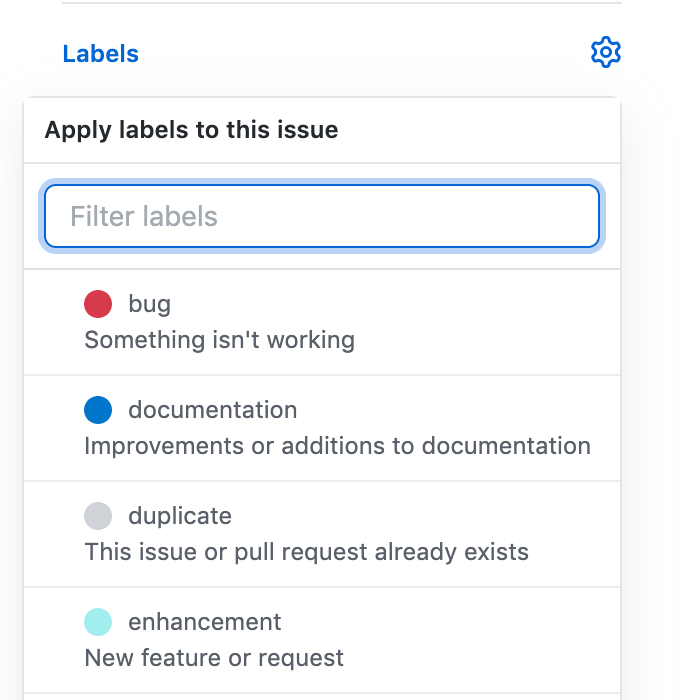 Labels
Apply labels to this issue
Filter labels
bug
Something isn't working
documentation
Improvements or additions to documentation
duplicate
This issue or pull request already exists
enhancement
New feature or request